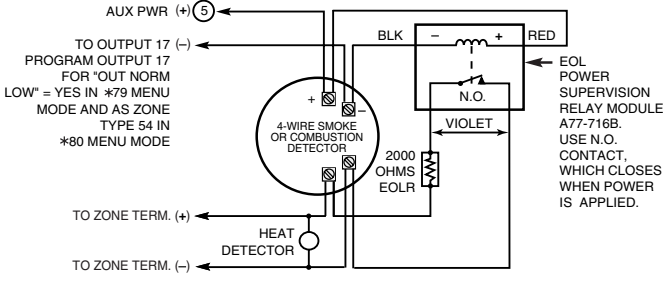 AUX PWR (+) 5
TO OUTPUT 17 (–)
PROGRAM OUTPUT 17
FOR "OUT NORM
LOW" = YES IN ∗79 MENU
MODE AND AS ZONE
TYPE 54 IN
∗80 MENU MODE
BLK
– +
RED
N.O.
VIOLET
EOL
POWER
SUPERVISION
RELAY MODULE
A77-716B.
USE N.O.
CONTACT,
WHICH CLOSES
WHEN POWER
IS APPLIED.
+ –
4-WIRE SMOKE
OR COMBUSTION
DETECTOR
2000
OHMS
EOLR
TO ZONE TERM. (+)
HEAT
DETECTOR
TO ZONE TERM. (–)